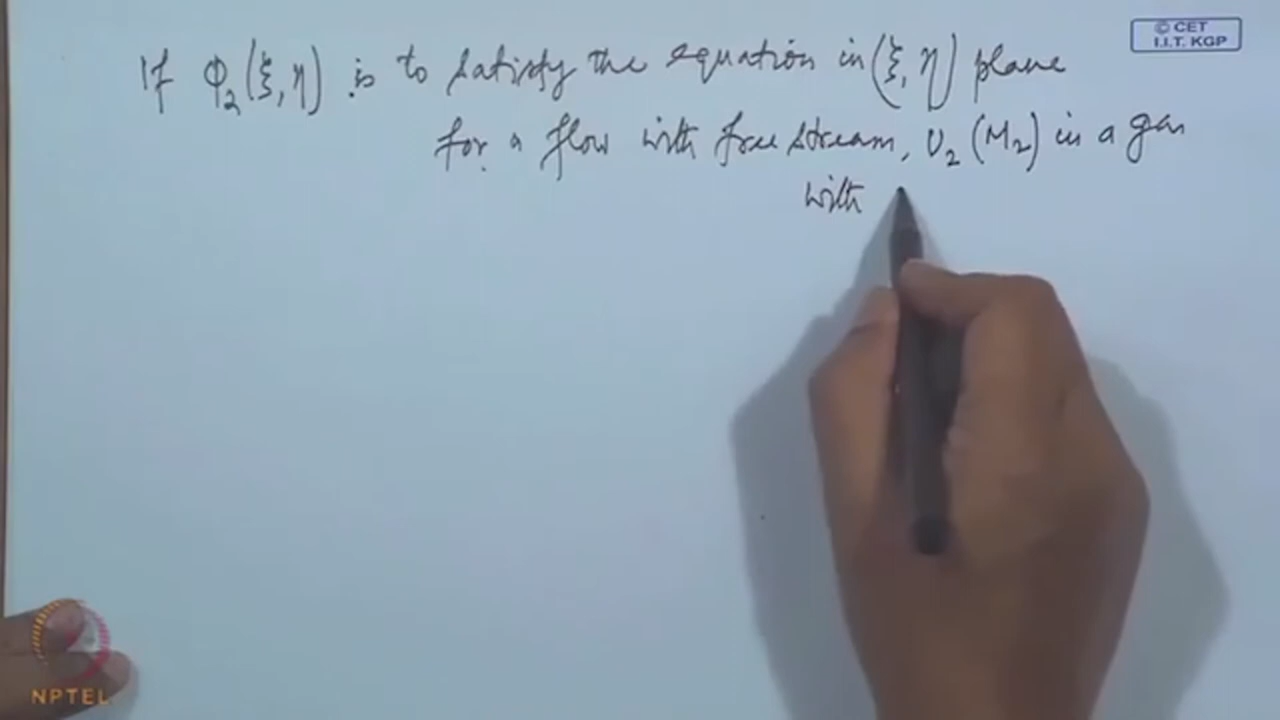 © CET
I.I.T. KGP
If ϕ₂(ξ, η) is to satisfy the equation in (ξ, η) plane
for a flow with free stream, U₂ (M₂) in a gas
with
NPTEL